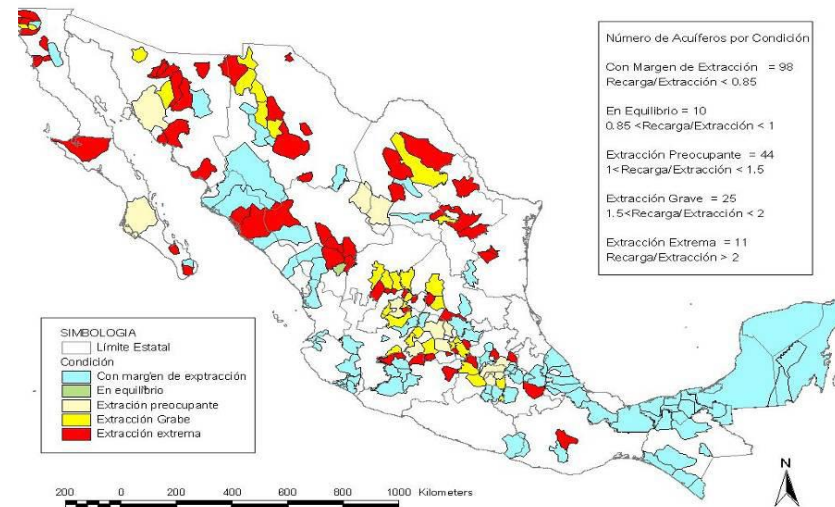 Número de Acuíferos por Condición
Con Margen de Extracción = 98
Recarga/Extracción < 0.85
En Equilibrio = 10
0.85 <Recarga/Extracción < 1
Extracción Preocupante = 44
1<Recarga/Extracción < 1.5
Extracción Grave = 25
1.5<Recarga/Extracción < 2
Extracción Extrema = 11
Recarga/Extracción > 2
SIMBOLOGIA
Límite Estatal
Condición
Con margen de exptracción
En equilibrio
Extración preocupante
Extracción Grabe
Extracción extrema
200 0 200 400 600 800 1000 Kilometers
N